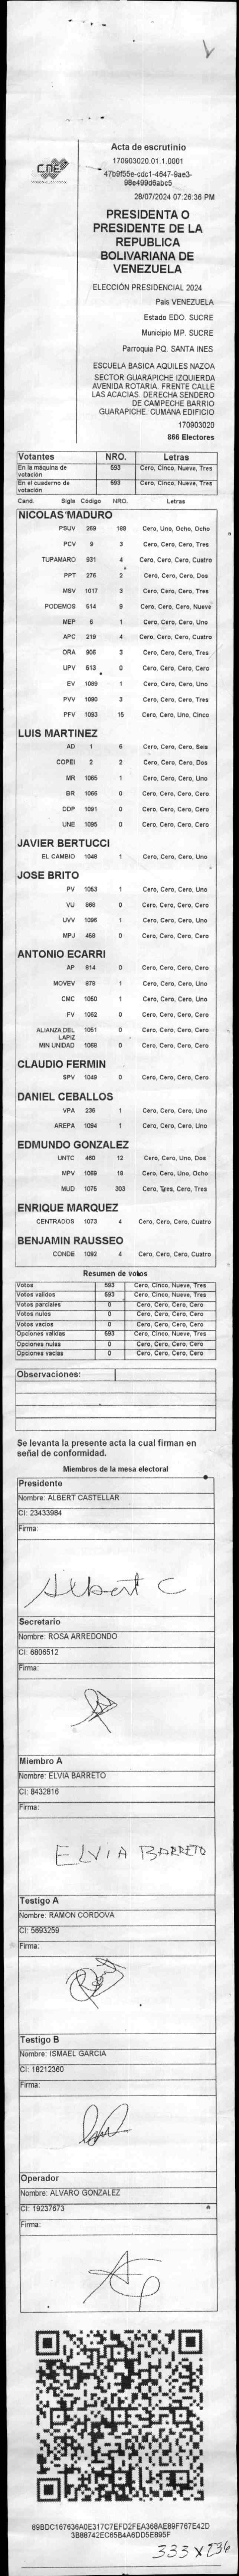 CNE
Acta de escrutinio
170903020.01.1.0001
47b9f55e-cdc1-4647-9ae3-
98e499d6abc5
28/07/2024 07:26:36 PM
PRESIDENTA O
PRESIDENTE DE LA
REPUBLICA
BOLIVARIANA DE
VENEZUELA
ELECCIÓN PRESIDENCIAL 2024
Pais VENEZUELA
Estado EDO. SUCRE
Municipio MP. SUCRE
Parroquia PQ. SANTA INES
ESCUELA BASICA AQUILES NAZOA
SECTOR GUARAPICHE IZQUIERDA
AVENIDA ROTARIA. FRENTE CALLE
LAS ACACIAS. DERECHA SENDERO
DE CAMPECHE BARRIO
GUARAPICHE. CUMANA EDIFICIO
170903020
866 Electores
Votantes NRO. Letras
En la máquina de votación 593 Cero, Cinco, Nueve, Tres
En el cuaderno de votación 593 Cero, Cinco, Nueve, Tres
Cand. Sigla Código NRO. Letras
NICOLAS MADURO
PSUV 269 188 Cero, Uno, Ocho, Ocho
PCV 9 3 Cero, Cero, Cero, Tres
TUPAMARO 931 4 Cero, Cero, Cero, Cuatro
PPT 276 2 Cero, Cero, Cero, Dos
MSV 1017 3 Cero, Cero, Cero, Tres
PODEMOS 514 9 Cero, Cero, Cero, Nueve
MEP 6 1 Cero, Cero, Cero, Uno
APC 219 4 Cero, Cero, Cero, Cuatro
ORA 906 3 Cero, Cero, Cero, Tres
UPV 513 0 Cero, Cero, Cero, Cero
EV 1089 1 Cero, Cero, Cero, Uno
PVV 1090 3 Cero, Cero, Cero, Tres
PFV 1093 15 Cero, Cero, Uno, Cinco
LUIS MARTINEZ
AD 1 6 Cero, Cero, Cero, Seis
COPEI 2 2 Cero, Cero, Cero, Dos
MR 1065 1 Cero, Cero, Cero, Uno
BR 1066 0 Cero, Cero, Cero, Cero
DDP 1091 0 Cero, Cero, Cero, Cero
UNE 1095 0 Cero, Cero, Cero, Cero
JAVIER BERTUCCI
EL CAMBIO 1048 1 Cero, Cero, Cero, Uno
JOSE BRITO
PV 1053 1 Cero, Cero, Cero, Uno
VU 868 0 Cero, Cero, Cero, Cero
UVV 1096 1 Cero, Cero, Cero, Uno
MPJ 458 0 Cero, Cero, Cero, Cero
ANTONIO ECARRI
AP 814 0 Cero, Cero, Cero, Cero
MOVEV 878 1 Cero, Cero, Cero, Uno
CMC 1050 1 Cero, Cero, Cero, Uno
FV 1062 0 Cero, Cero, Cero, Cero
ALIANZA DEL LAPIZ 1051 0 Cero, Cero, Cero, Cero
MIN UNIDAD 1069 0 Cero, Cero, Cero, Cero
CLAUDIO FERMIN
SPV 1049 0 Cero, Cero, Cero, Cero
DANIEL CEBALLOS
VPA 236 1 Cero, Cero, Cero, Uno
AREPA 1094 1 Cero, Cero, Cero, Uno
EDMUNDO GONZALEZ
UNTC 460 12 Cero, Cero, Uno, Dos
MPV 1069 18 Cero, Cero, Uno, Ocho
MUD 1075 303 Cero, Tres, Cero, Tres
ENRIQUE MARQUEZ
CENTRADOS 1073 4 Cero, Cero, Cero, Cuatro
BENJAMIN RAUSSEO
CONDE 1092 4 Cero, Cero, Cero, Cuatro
Resumen de votos
Votos 593 Cero, Cinco, Nueve, Tres
Votos validos 593 Cero, Cinco, Nueve, Tres
Votos parciales 0 Cero, Cero, Cero, Cero
Votos nulos 0 Cero, Cero, Cero, Cero
Votos vacios 0 Cero, Cero, Cero, Cero
Opciones validas 593 Cero, Cinco, Nueve, Tres
Opciones nulas 0 Cero, Cero, Cero, Cero
Opciones vacias 0 Cero, Cero, Cero, Cero
Observaciones:
Se levanta la presente acta la cual firman en
señal de conformidad.
Miembros de la mesa electoral
Presidente
Nombre: ALBERT CASTELLAR
CI: 23433984
Firma:
Albert C
Secretario
Nombre: ROSA ARREDONDO
CI: 6806512
Firma:
Miembro A
Nombre: ELVIA BARRETO
CI: 8432816
Firma:
ELVIA BARRETO
Testigo A
Nombre: RAMON CORDOVA
CI: 5693259
Firma:
Testigo B
Nombre: ISMAEL GARCIA
CI: 18212360
Firma:
Operador
Nombre: ALVARO GONZALEZ
CI: 19237673
Firma:
89BDC167636A0E317C7EFD2FEA368AE89F767E42D
3B88742EC65B4A6DD5E895F
333 X 236